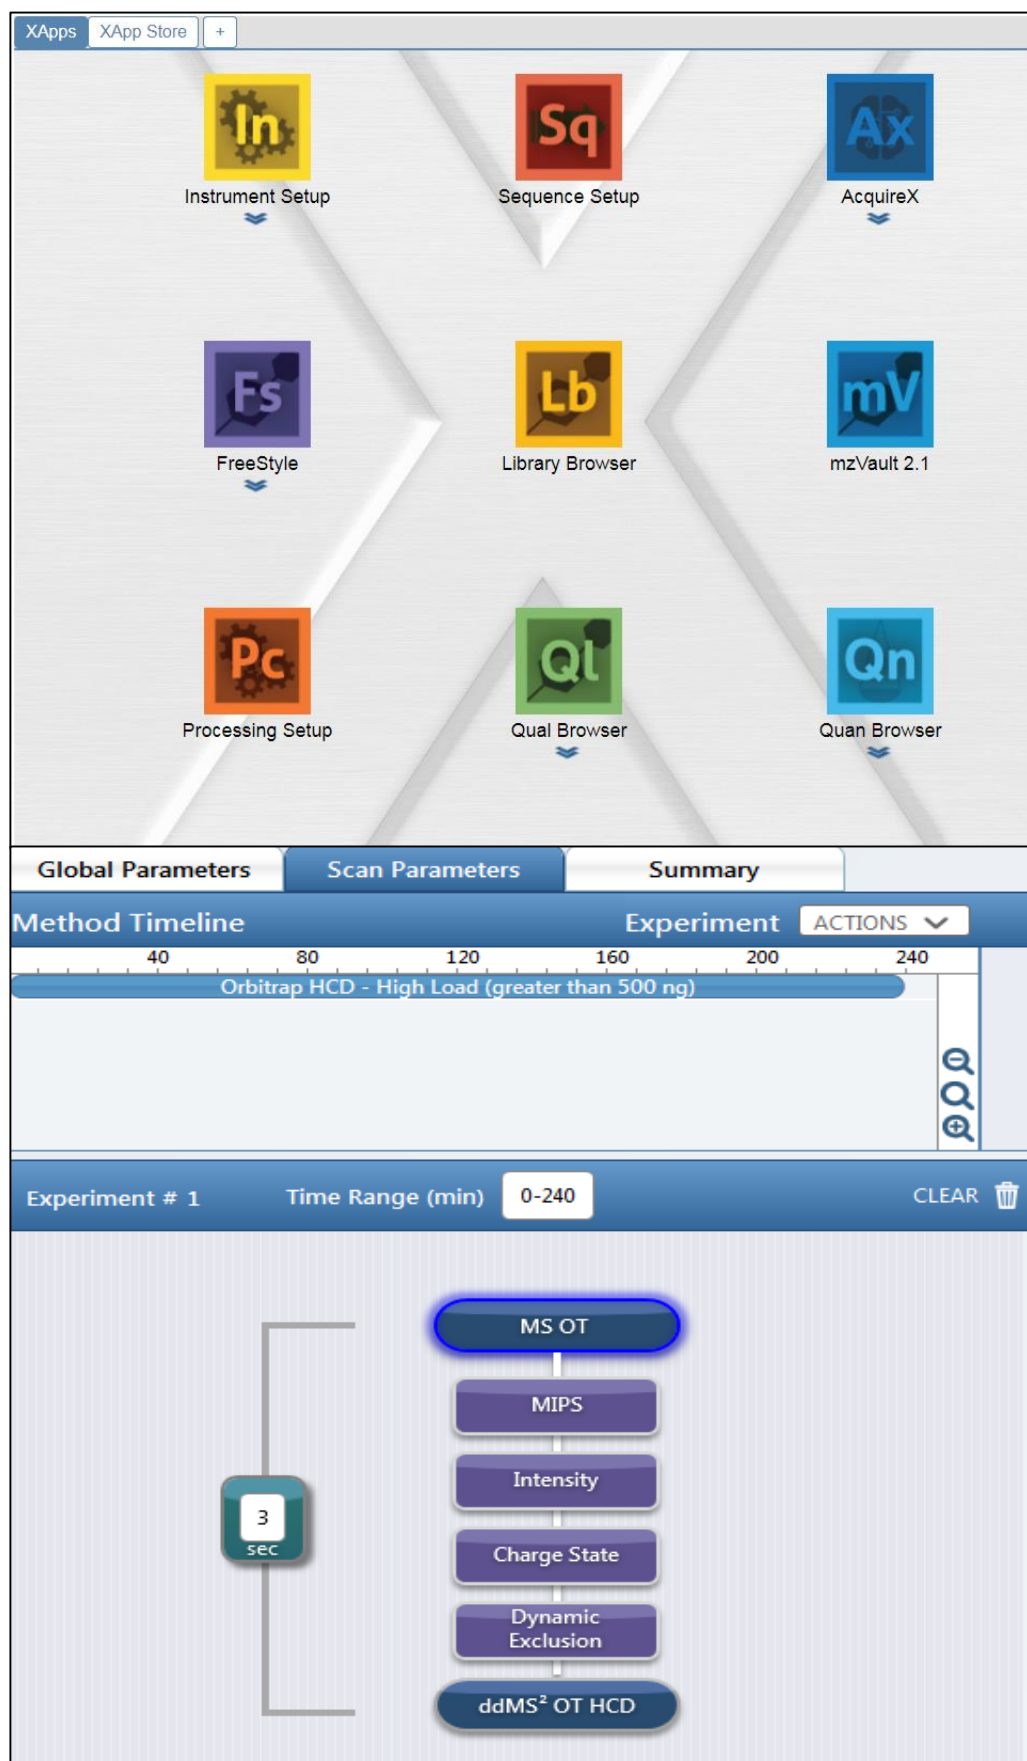 XApps XApp Store +
In Sq Ax
Instrument Setup Sequence Setup AcquireX
Fs Lb mV
FreeStyle Library Browser mzVault 2.1
Pc Ql Qn
Processing Setup Qual Browser Quan Browser
Global Parameters Scan Parameters Summary
Method Timeline Experiment ACTIONS
40 80 120 160 200 240
Orbitrap HCD - High Load (greater than 500 ng)
Experiment # 1 Time Range (min) 0-240 CLEAR
MS OT
MIPS
Intensity
3
sec
Charge State
Dynamic
Exclusion
ddMS² OT HCD